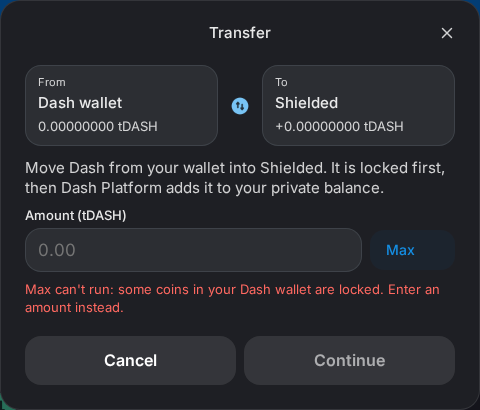 Transfer
From
Dash wallet
0.00000000 tDASH
To
Shielded
+0.00000000 tDASH
Move Dash from your wallet into Shielded. It is locked first,
then Dash Platform adds it to your private balance.
Amount (tDASH)
0.00
Max
Max can't run: some coins in your Dash wallet are locked. Enter an
amount instead.
Cancel
Continue